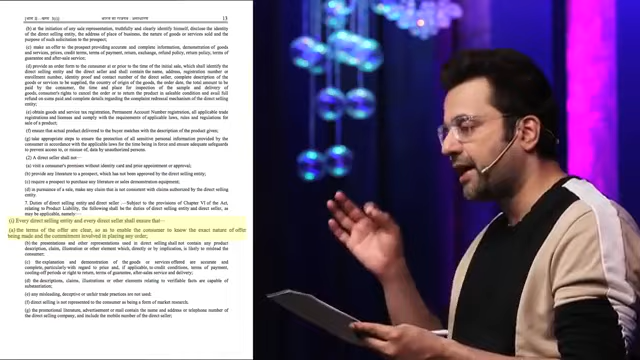 13
(b) at the initiation of any sale representation, truthfully and clearly identify himself, disclose the identity
of the direct selling entity, the address of place of business, the nature of goods or services sold and the
purpose of such solicitation to the prospect;
(c) make an offer to the prospect providing accurate and complete information, demonstration of goods
and services, prices, credit terms, terms of payment, return, exchange, refund policy, return policy, terms of
guarantee and after-sale service;
(d) provide an order form to the consumer at or prior to the time of the initial sale, which shall identify the
direct selling entity and the direct seller and shall contain the name, address, registration number or
enrollment number, identity proof and contact number of the direct seller, complete description of the
goods or services to be supplied, the country of origin of the goods, the order date, the total amount to be
paid by the consumer, the time and place for inspection of the sample and delivery of
goods, consumer's rights to cancel the order or to return the product in saleable condition and avail full
refund on sums paid and complete details regarding the complaint redressal mechanism of the direct selling
entity;
(e) obtain goods and service tax registration, Permanent Account Number registration, all applicable trade
registrations and licenses and comply with the requirements of applicable laws, rules and regulations for
sale of a product;
(f) ensure that actual product delivered to the buyer matches with the description of the product given;
(g) take appropriate steps to ensure the protection of all sensitive personal information provided by the
consumer in accordance with the applicable laws for the time being in force and ensure adequate safeguards
to prevent access to, or misuse of, data by unauthorised persons.
(2) A direct seller shall not—
(a) visit a consumer's premises without identity card and prior appointment or approval;
(b) provide any literature to a prospect, which has not been approved by the direct selling entity;
(c) require a prospect to purchase any literature or sales demonstration equipment;
(d) in pursuance of a sale, make any claim that is not consistent with claims authorized by the direct selling
entity.
7. Duties of direct selling entity and direct seller .–Subject to the provisions of Chapter VI of the Act,
relating to Product Liability, the following shall be the duties of direct selling entity and direct seller, as
may be applicable, namely:—
(1) Every direct selling entity and every direct seller shall ensure that—
(a) the terms of the offer are clear, so as to enable the consumer to know the exact nature of offer
being made and the commitment involved in placing any order;
(b) the presentations and other representations used in direct selling shall not contain any product
description, claim, illustration or other element which, directly or by implication, is likely to mislead the
consumer;
(c) the explanation and demonstration of the goods or services offered are accurate and
complete, particularly with regard to price and, if applicable, to credit conditions, terms of payment,
cooling-off periods or right to return, terms of guarantee, after-sales service and delivery;
(d) the descriptions, claims, illustrations or other elements relating to verifiable facts are capable of
substantiation;
(e) any misleading, deceptive or unfair trade practices are not used;
(f) direct selling is not represented to the consumer as being a form of market research;
(g) the promotional literature, advertisement or mail contain the name and address or telephone number of
the direct selling company, and include the mobile number of the direct seller;